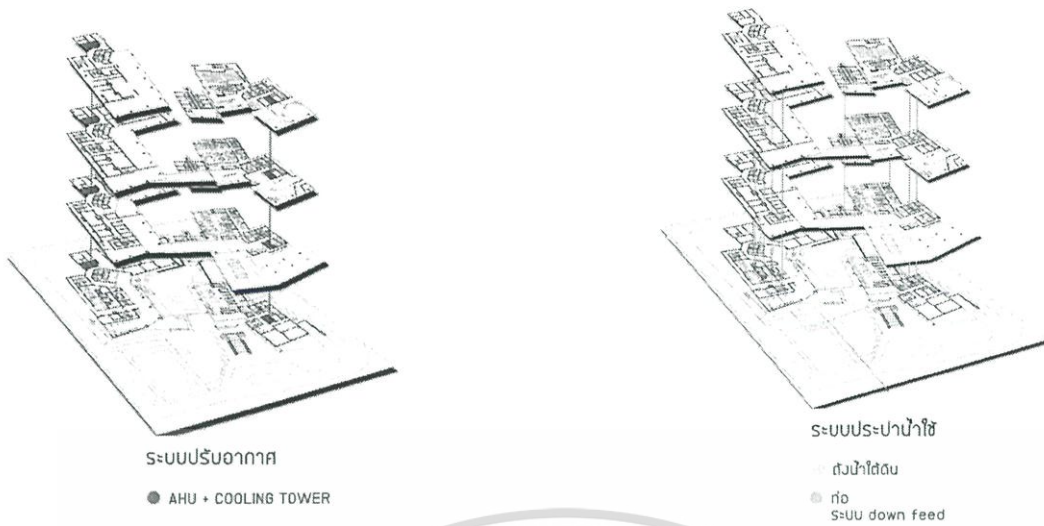 ระบบปรับอากาศ
AHU + COOLING TOWER
ระบบประปาน้ำใช้
ถังน้ำใต้ดิน
ท่อ
ระบบ down feed